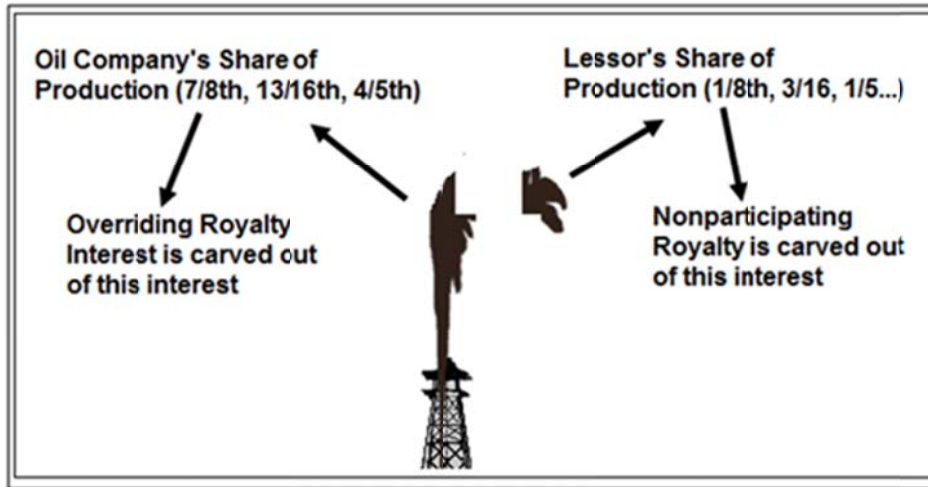 Oil Company's Share of
Production (7/8th, 13/16th, 4/5th)
Overriding Royalty
Interest is carved out
of this interest
Lessor's Share of
Production (1/8th, 3/16, 1/5...)
Nonparticipating
Royalty is carved out
of this interest